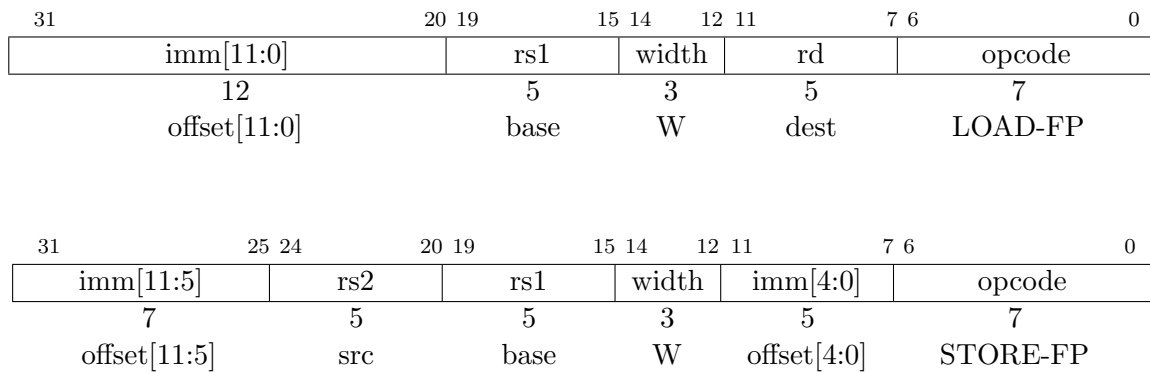 31 20 19 15 14 12 11 7 6 0
imm[11:0] rs1 width rd opcode
12 5 3 5 7
offset[11:0] base W dest LOAD-FP
31 25 24 20 19 15 14 12 11 7 6 0
imm[11:5] rs2 rs1 width imm[4:0] opcode
7 5 5 3 5 7
offset[11:5] src base W offset[4:0] STORE-FP